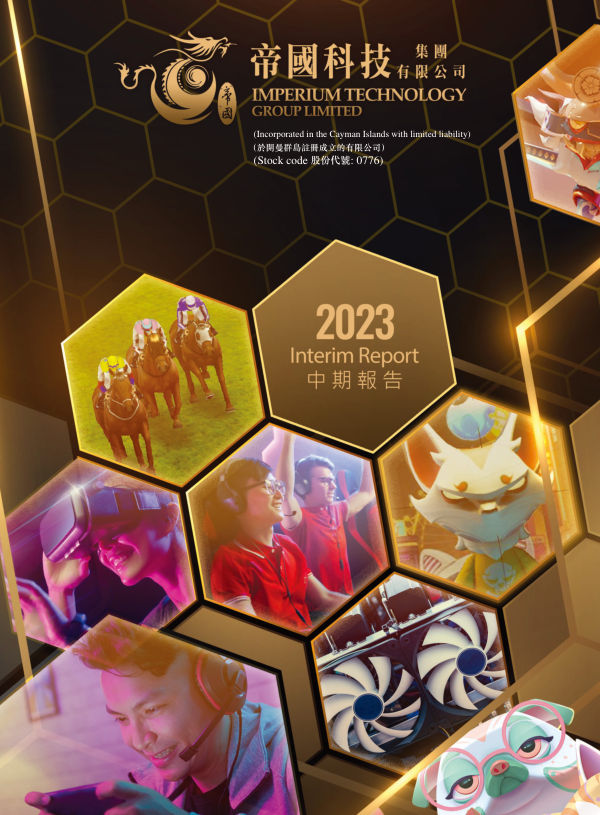 帝國科技集團有限公司
帝國
IMPERIUM TECHNOLOGY
GROUP LIMITED
(Incorporated in the Cayman Islands with limited liability)
(於開曼群島註冊成立的有限公司)
(Stock code 股份代號: 0776)
2023
Interim Report
中期報告